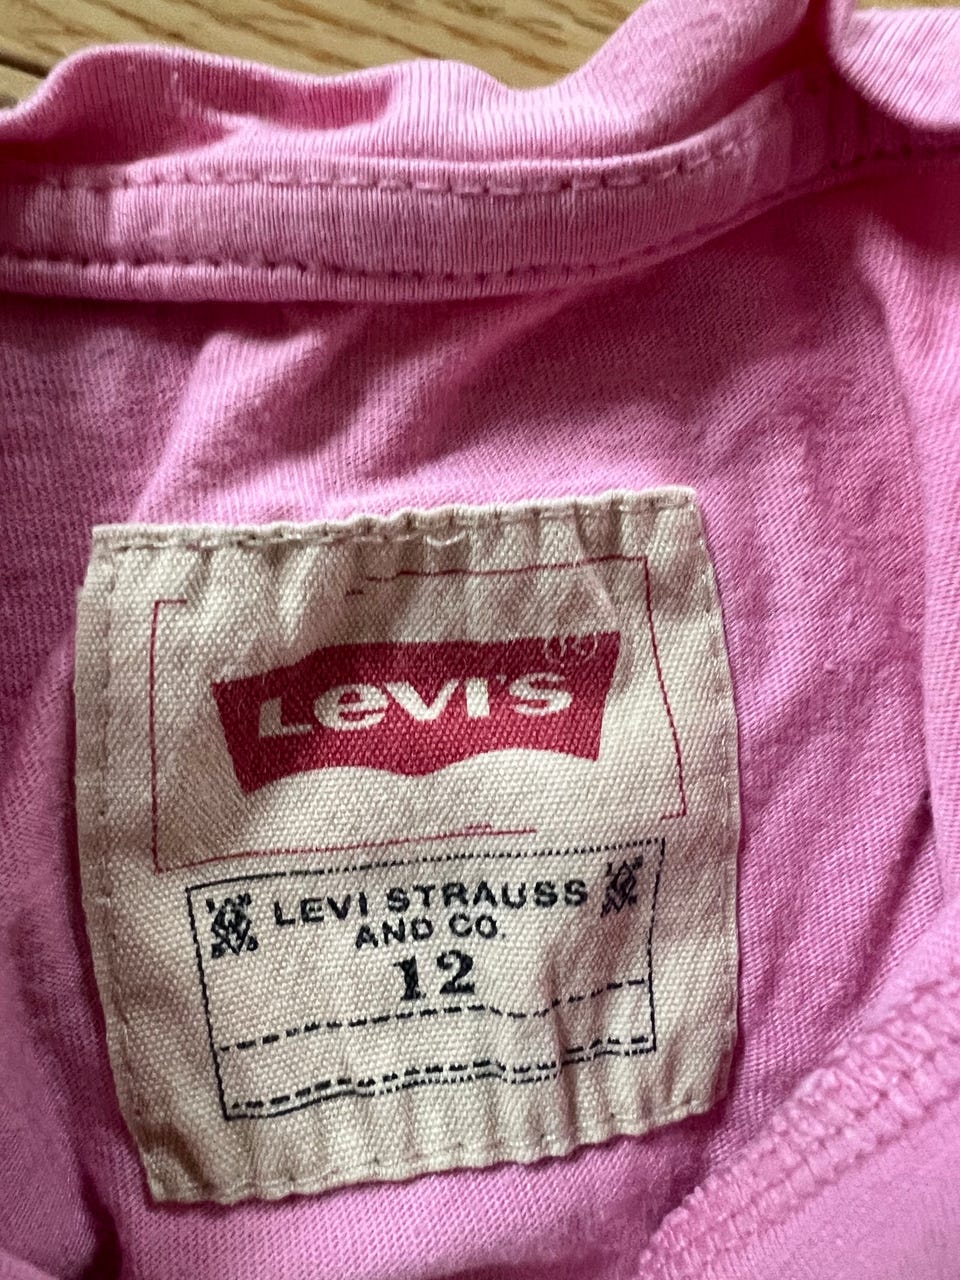 Levi's ®
LEVI STRAUSS
AND CO.
12